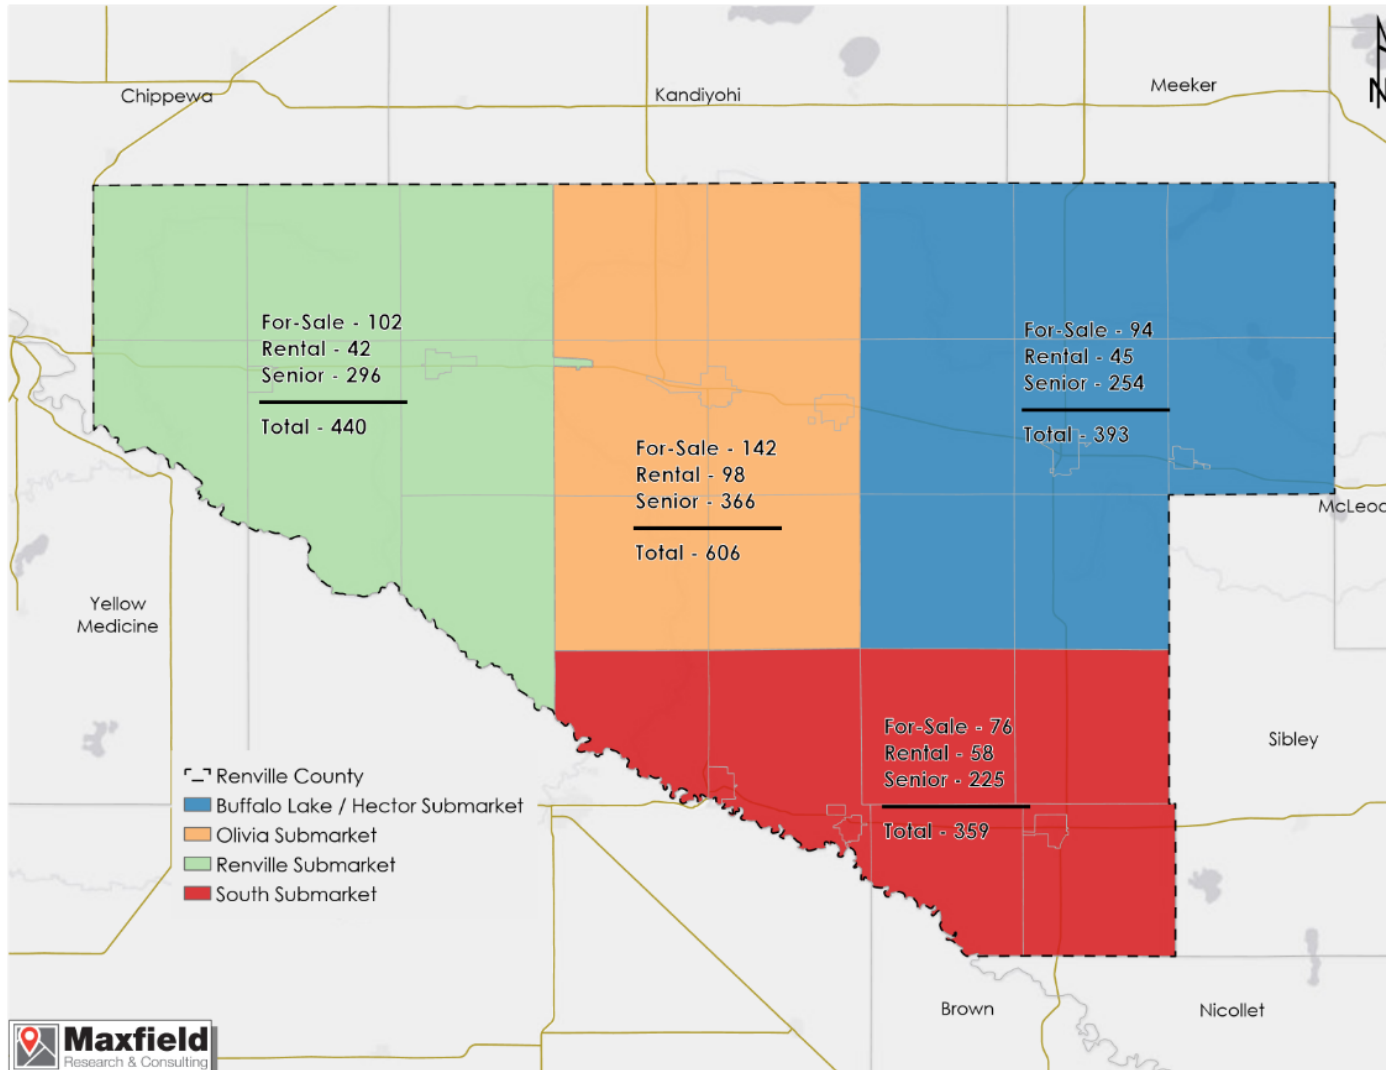 Chippewa
Kandiyohi
Meeker
N
For-Sale - 102
Rental - 42
Senior - 296
Total - 440
For-Sale - 94
Rental - 45
Senior - 254
Total - 393
For-Sale - 142
Rental - 98
Senior - 366
Total - 606
McLeod
Yellow
Medicine
For-Sale - 76
Rental - 58
Senior - 225
Total - 359
Sibley
Renville County
Buffalo Lake / Hector Submarket
Olivia Submarket
Renville Submarket
South Submarket
Brown
Nicollet
Maxfield
Research & Consulting